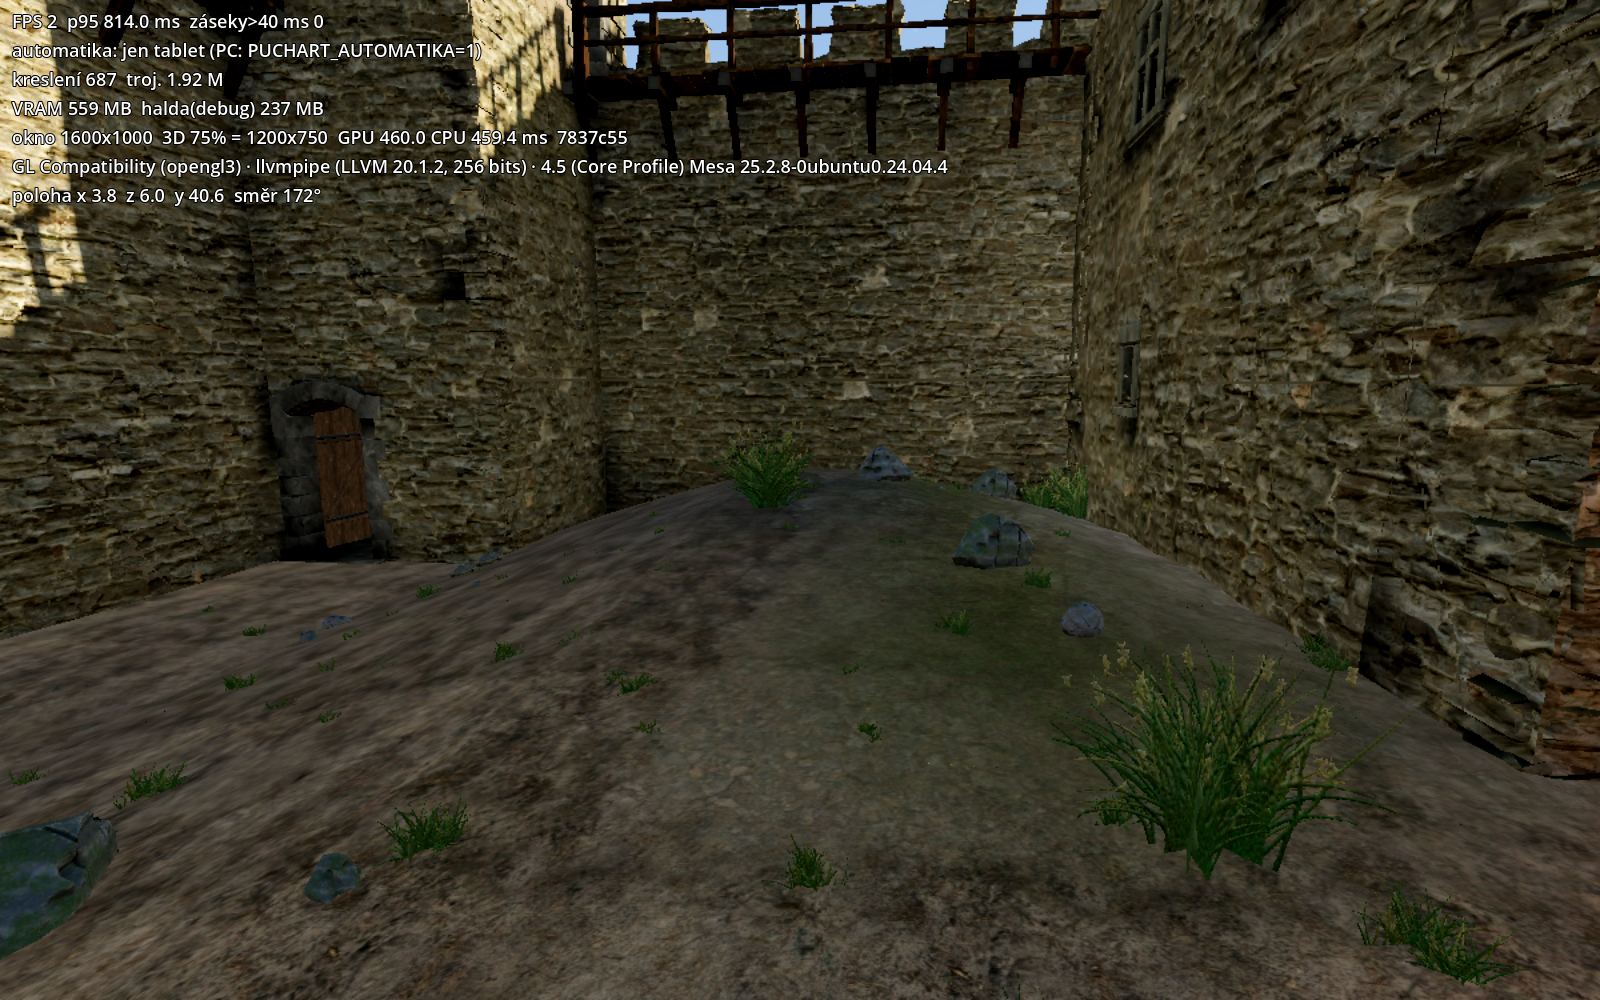 FPS 2  p95 814.0 ms  záseky>40 ms 0
automatika: jen tablet (PC: PUCHART_AUTOMATIKA=1)
kreslení 687  troj. 1.92 M
VRAM 559 MB  halda(debug) 237 MB
okno 1600x1000  3D 75% = 1200x750  GPU 460.0 CPU 459.4 ms  7837c55
GL Compatibility (opengl3) · llvmpipe (LLVM 20.1.2, 256 bits) · 4.5 (Core Profile) Mesa 25.2.8-0ubuntu0.24.04.4
poloha x 3.8  z 6.0  y 40.6  směr 172°